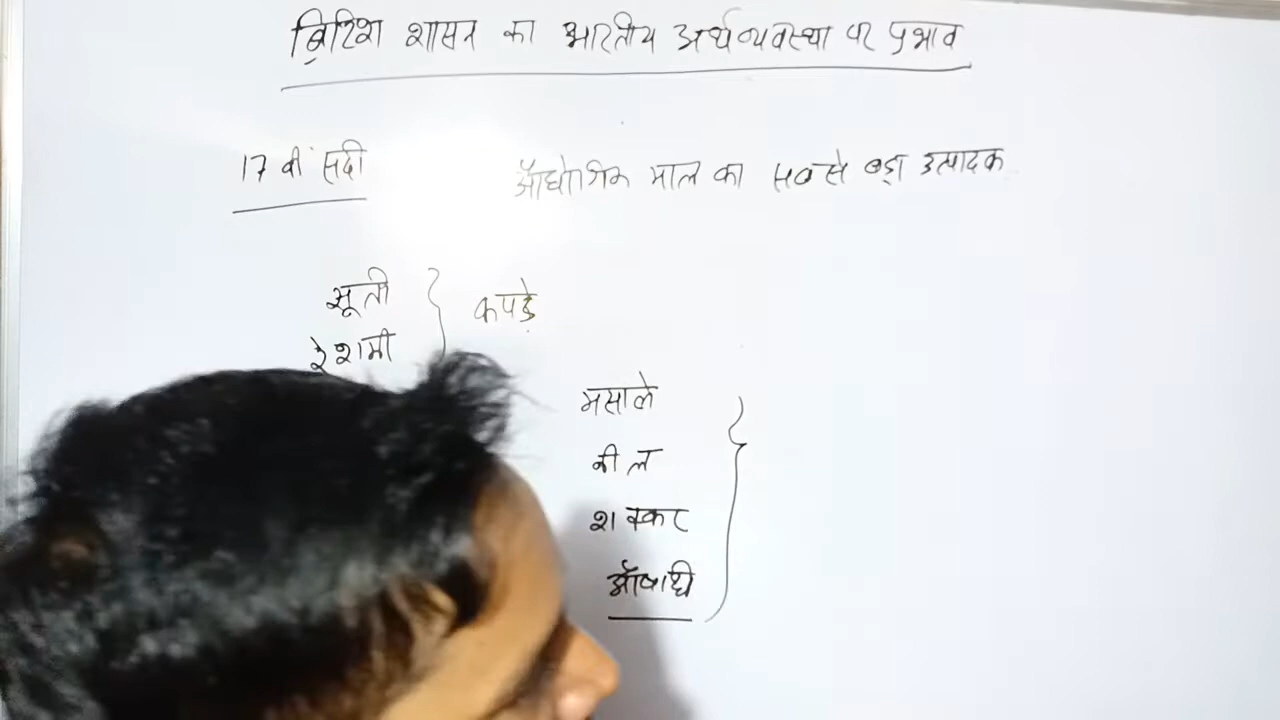 ब्रिटिश शासन का भारतीय अर्थव्यवस्था पर प्रभाव
17 वीं सदी
औद्योगिक माल का सबसे बड़ा उत्पादक
सूती
कपड़े
रेशमी
मसाले
नील
शक्कर
औषधी